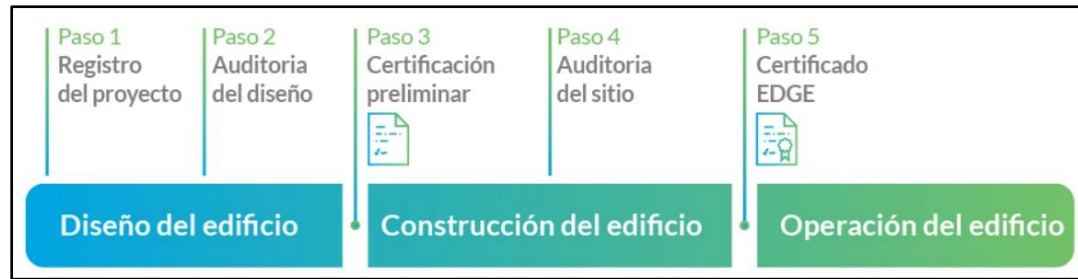 Paso 1
Registro
del proyecto
Paso 2
Auditoria
del diseño
Paso 3
Certificación
preliminar
Paso 4
Auditoria
del sitio
Paso 5
Certificado
EDGE
Diseño del edificio
Construcción del edificio
Operación del edificio